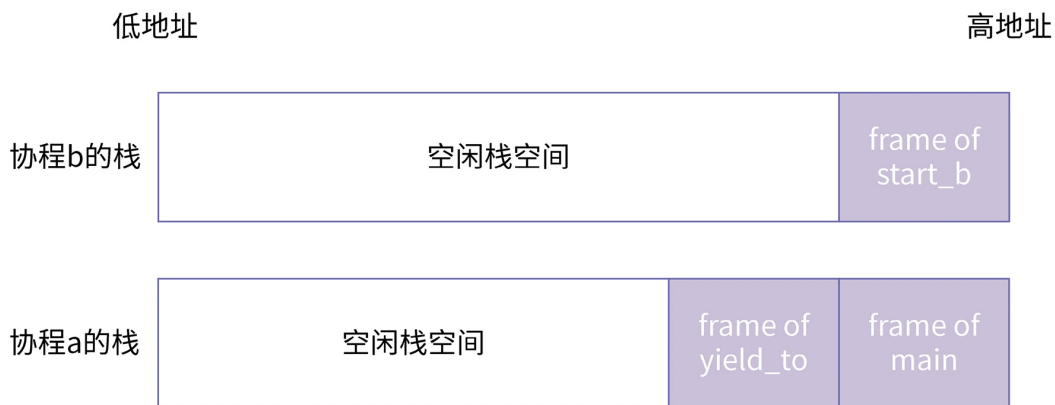 低地址 高地址
协程b的栈 空闲栈空间 frame of
start_b
协程a的栈 空闲栈空间 frame of frame of
yield_to main